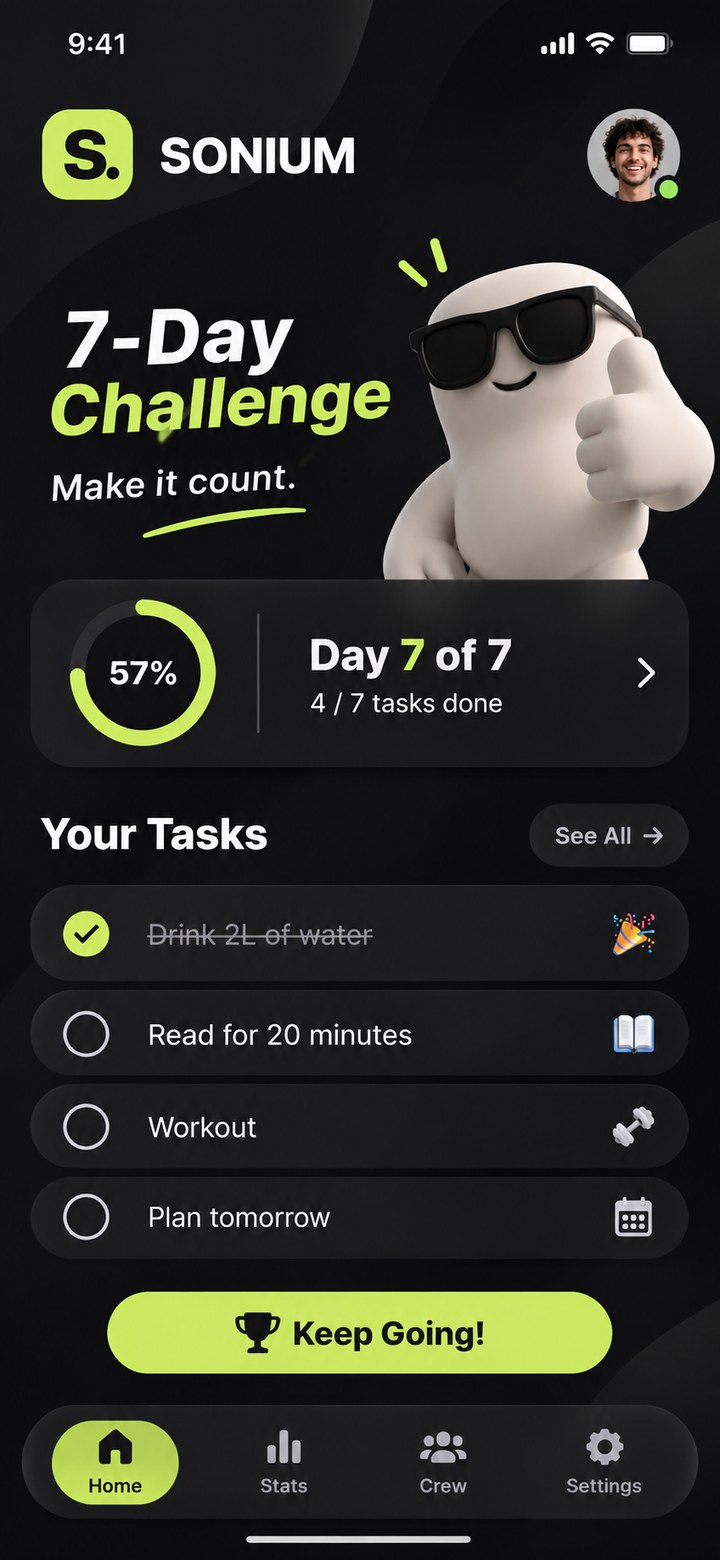 9:41
S.
SONIUM
7-Day
Challenge
Make it count.
57%
Day 7 of 7
4 / 7 tasks done
Your Tasks
See All →
Drink 2L of water
Read for 20 minutes
Workout
Plan tomorrow
Keep Going!
Home
Stats
Crew
Settings